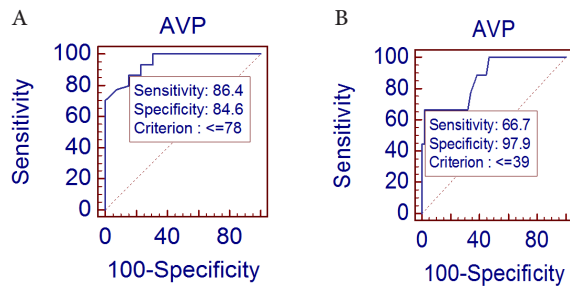 A
AVP
100
80
60
40
20
0
Sensitivity
Sensitivity: 86.4
Specificity: 84.6
Criterion : <=78
0 40 80
100-Specificity
B
AVP
100
80
60
40
20
0
Sensitivity
Sensitivity: 66.7
Specificity: 97.9
Criterion : <=39
0 40 80
100-Specificity